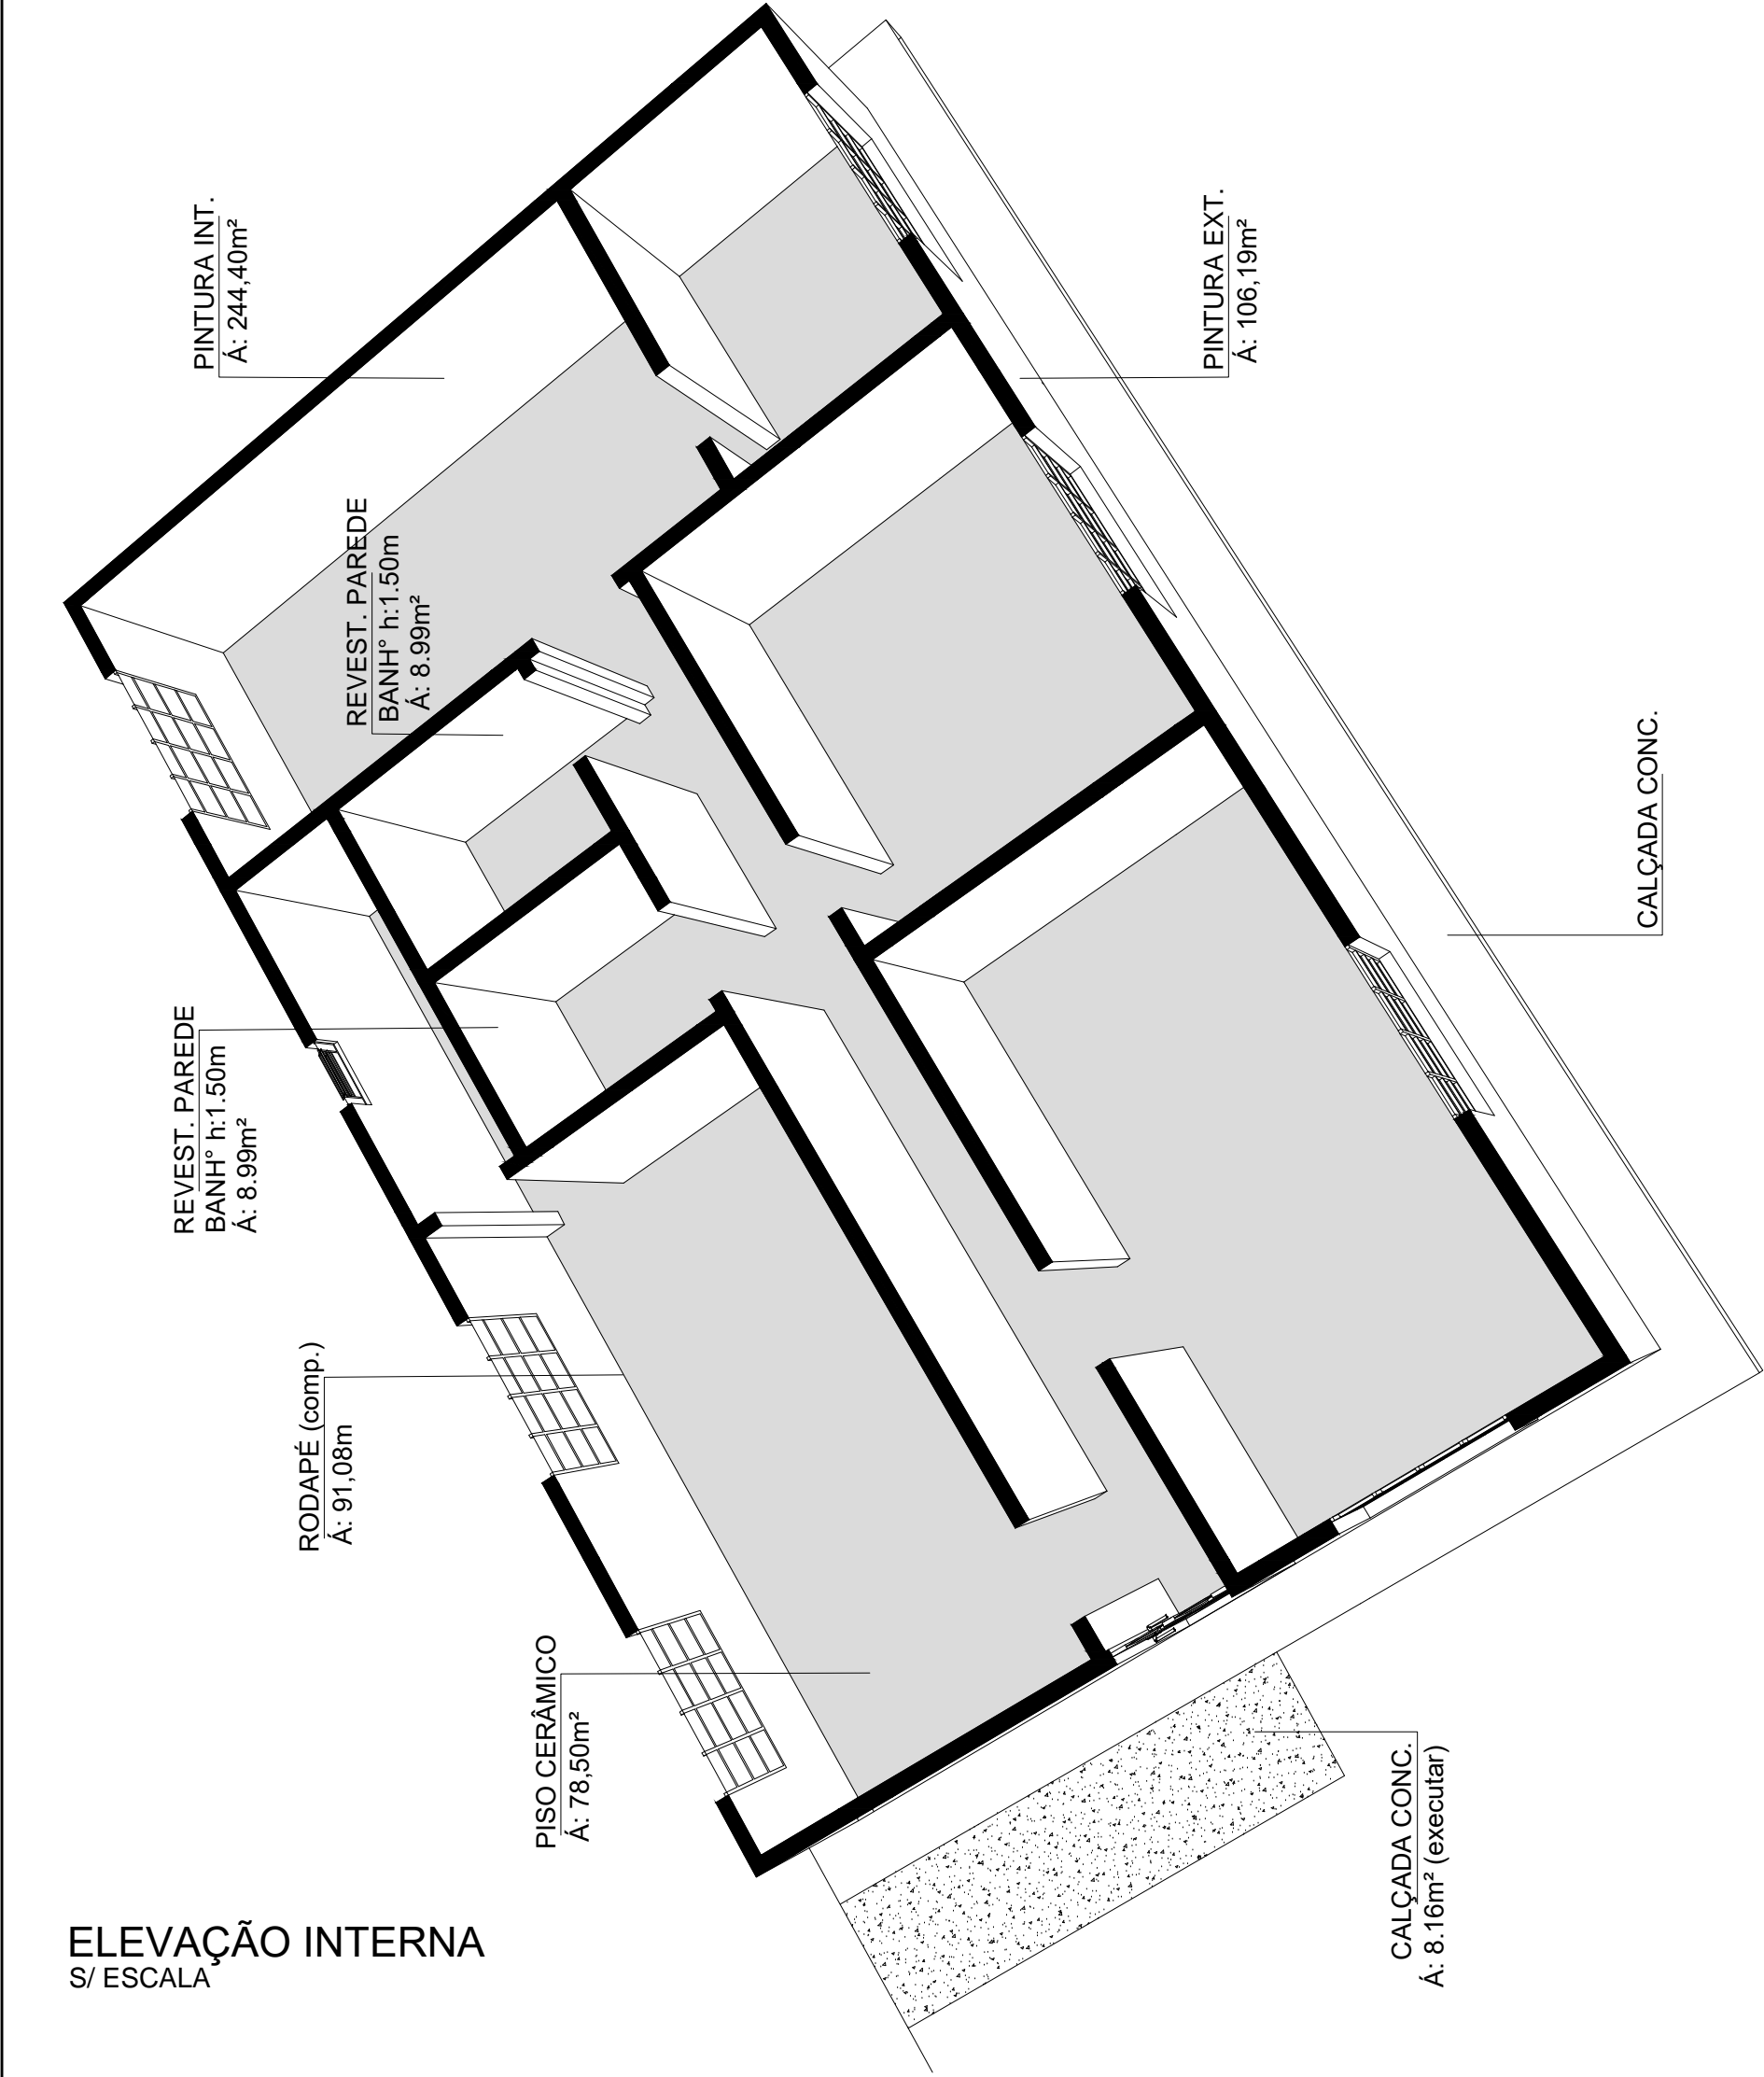 PINTURA INT.
Á: 244,40m²
PINTURA EXT.
Á: 106,19m²
REVEST. PAREDE
BANH° h:1.50m
Á: 8.99m²
CALÇADA CONC.
REVEST. PAREDE
BANH° h:1.50m
Á: 8.99m²
RODAPÉ (comp.)
Á: 91,08m
PISO CERÂMICO
Á: 78,50m²
CALÇADA CONC.
Á: 8.16m² (executar)
ELEVAÇÃO INTERNA
S/ ESCALA